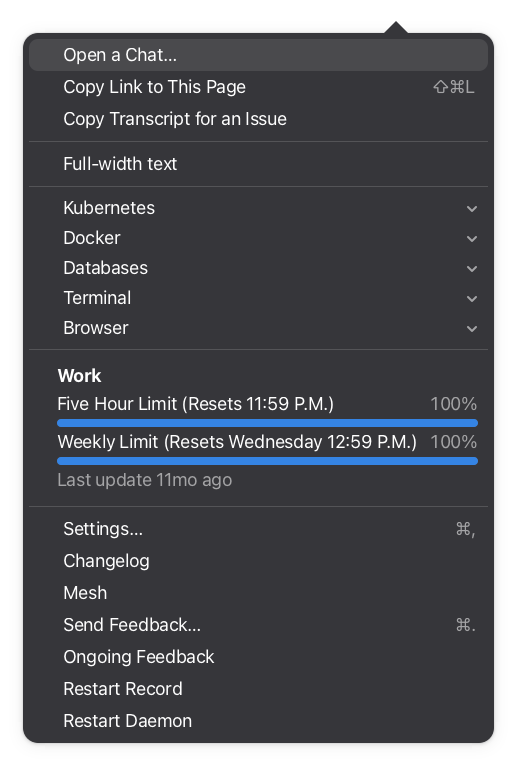 Open a Chat…
Copy Link to This Page ⇧⌘L
Copy Transcript for an Issue
Full-width text
Kubernetes
Docker
Databases
Terminal
Browser
Work
Five Hour Limit (Resets 11:59 P.M.) 100%
Weekly Limit (Resets Wednesday 12:59 P.M.) 100%
Last update 11mo ago
Settings… ⌘,
Changelog
Mesh
Send Feedback… ⌘.
Ongoing Feedback
Restart Record
Restart Daemon